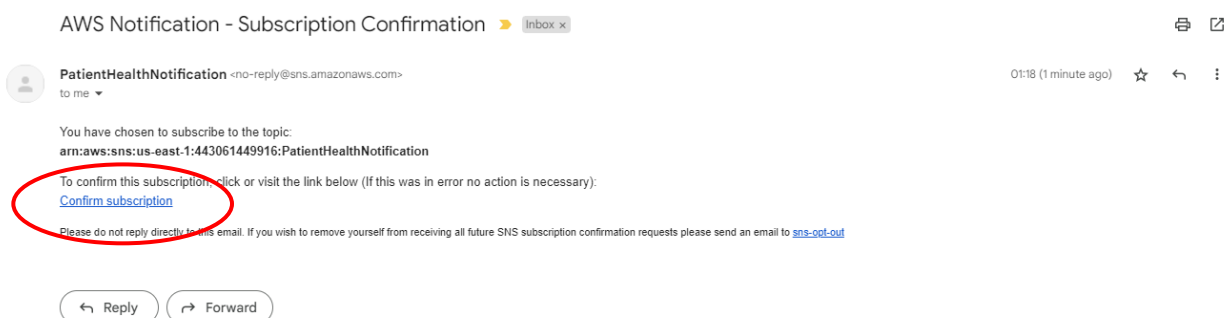 AWS Notification - Subscription Confirmation Inbox ×
PatientHealthNotification <no-reply@sns.amazonaws.com> 01:18 (1 minute ago)
to me
You have chosen to subscribe to the topic:
arn:aws:sns:us-east-1:443061449916:PatientHealthNotification
To confirm this subscription, click or visit the link below (If this was in error no action is necessary):
Confirm subscription
Please do not reply directly to this email. If you wish to remove yourself from receiving all future SNS subscription confirmation requests please send an email to sns-opt-out
Reply Forward